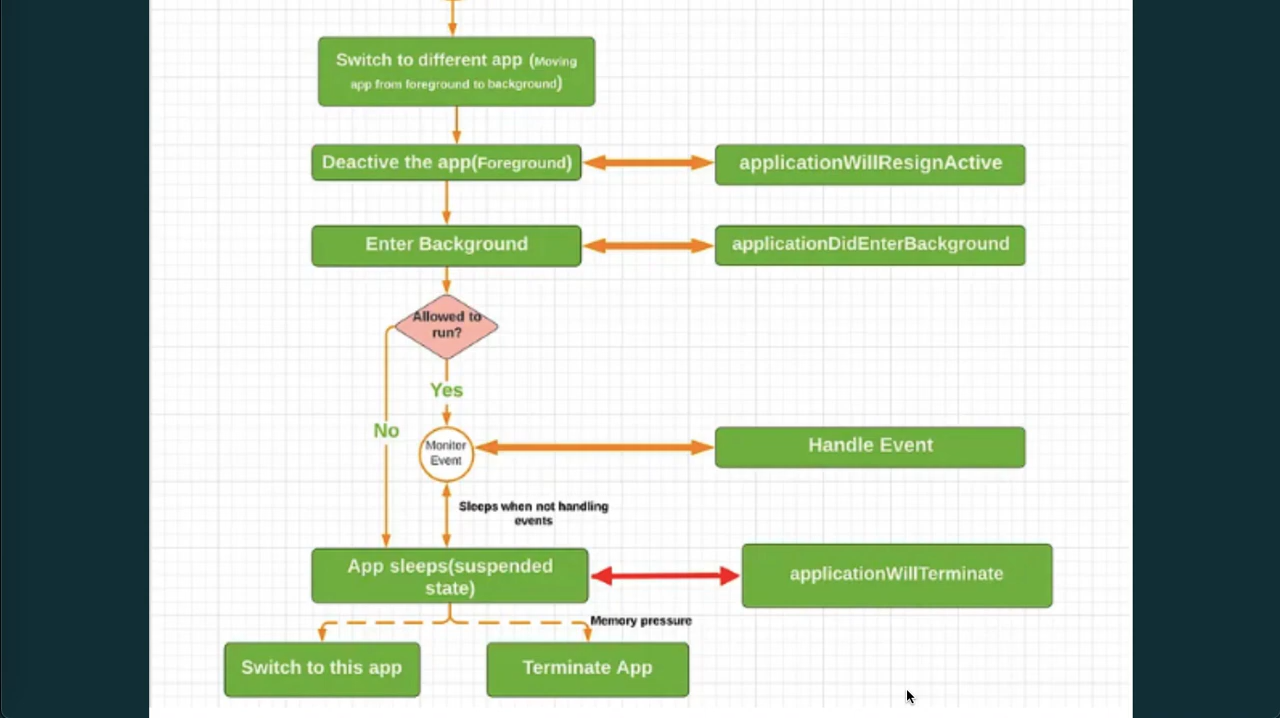 Switch to different app (Moving
app from foreground to background)
Deactive the app(Foreground)
applicationWillResignActive
Enter Background
applicationDidEnterBackground
Allowed to
run?
Yes
No
Moniter
Event
Handle Event
Sleeps when not handling
events
App sleeps(suspended
state)
applicationWillTerminate
Memory pressure
Switch to this app
Terminate App